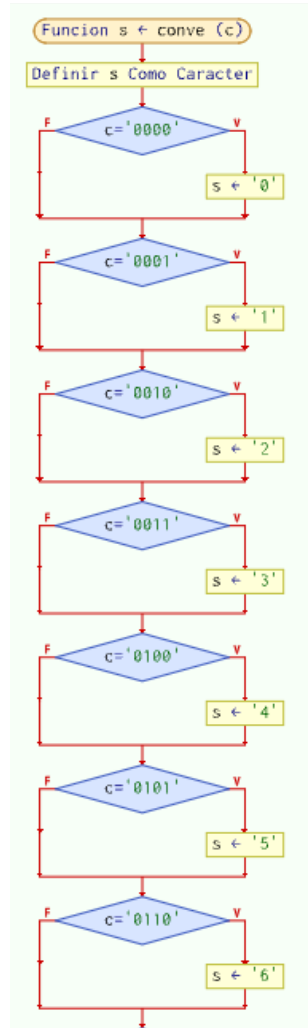 Funcion s ← conve (c)
Definir s Como Caracter
c='0000'
F
V
s ← '0'
c='0001'
F
V
s ← '1'
c='0010'
F
V
s ← '2'
c='0011'
F
V
s ← '3'
c='0100'
F
V
s ← '4'
c='0101'
F
V
s ← '5'
c='0110'
F
V
s ← '6'